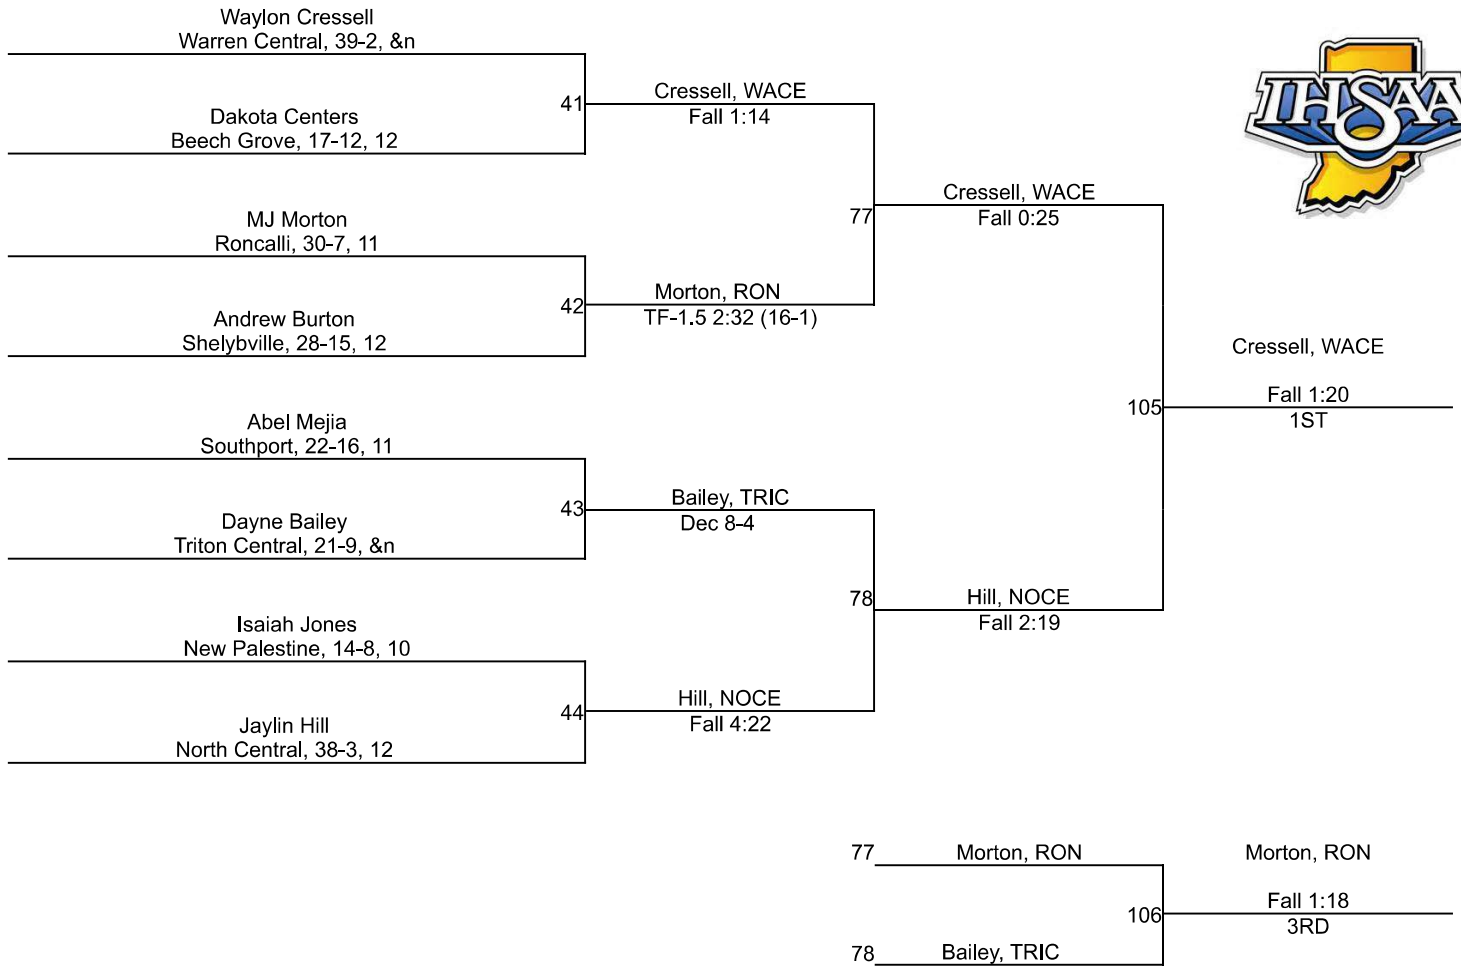 Waylon Cressell
Warren Central, 39-2, &n
41
Cressell, WACE
Fall 1:14
Dakota Centers
Beech Grove, 17-12, 12
IHSAA
77
Cressell, WACE
Fall 0:25
MJ Morton
Roncalli, 30-7, 11
42
Morton, RON
TF-1.5 2:32 (16-1)
Andrew Burton
Shelybville, 28-15, 12
Cressell, WACE
105
Fall 1:20
1ST
Abel Mejia
Southport, 22-16, 11
43
Bailey, TRIC
Dec 8-4
Dayne Bailey
Triton Central, 21-9, &n
78
Hill, NOCE
Fall 2:19
Isaiah Jones
New Palestine, 14-8, 10
44
Hill, NOCE
Fall 4:22
Jaylin Hill
North Central, 38-3, 12
77
Morton, RON
Morton, RON
106
Fall 1:18
3RD
78
Bailey, TRIC